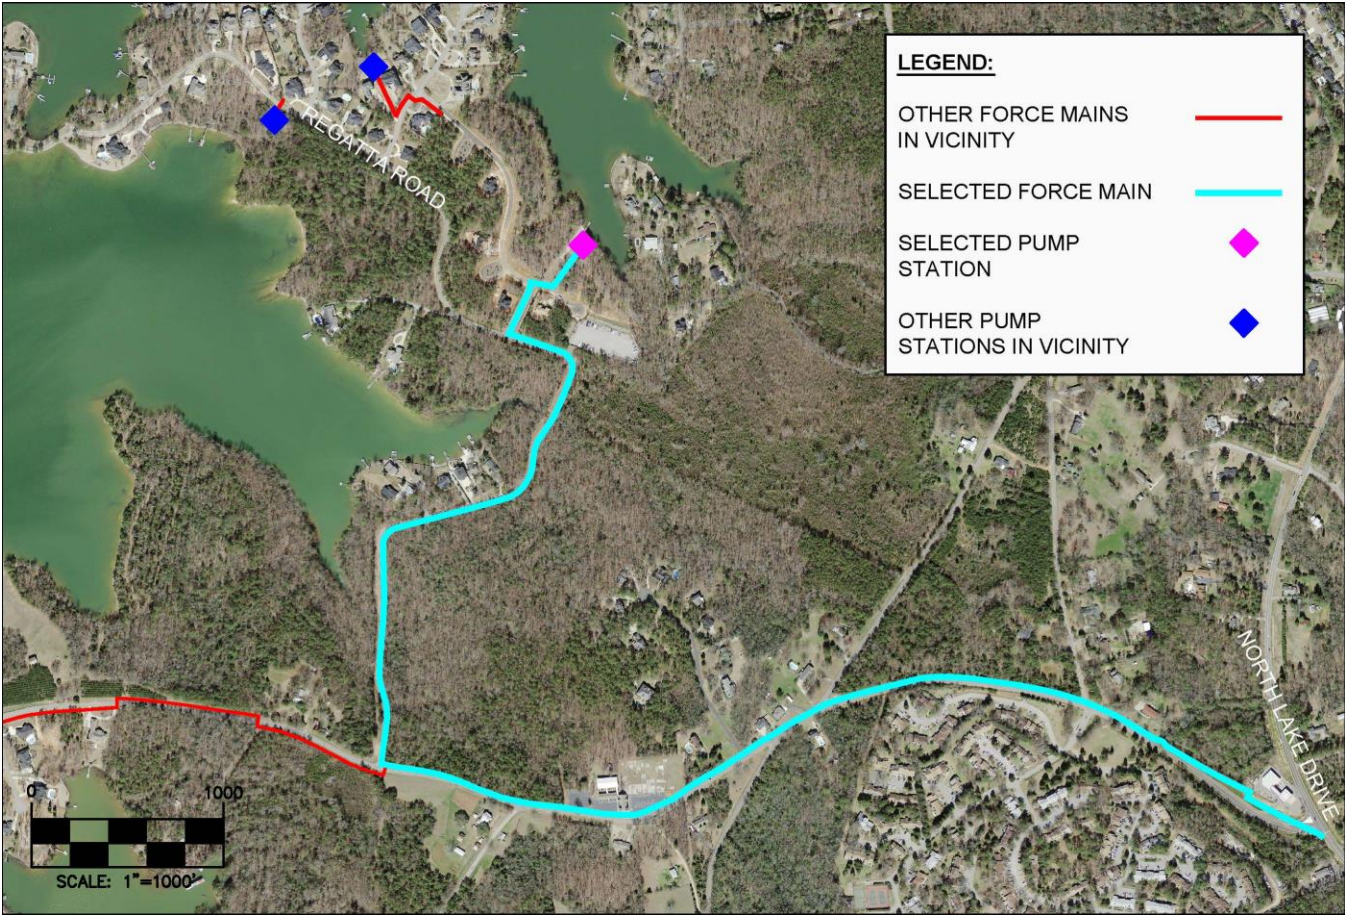 LEGEND:
OTHER FORCE MAINS
IN VICINITY
SELECTED FORCE MAIN
SELECTED PUMP
STATION
OTHER PUMP
STATIONS IN VICINITY
REGATTA ROAD
NORTH LAKE DRIVE
0 1000
SCALE: 1"=1000'